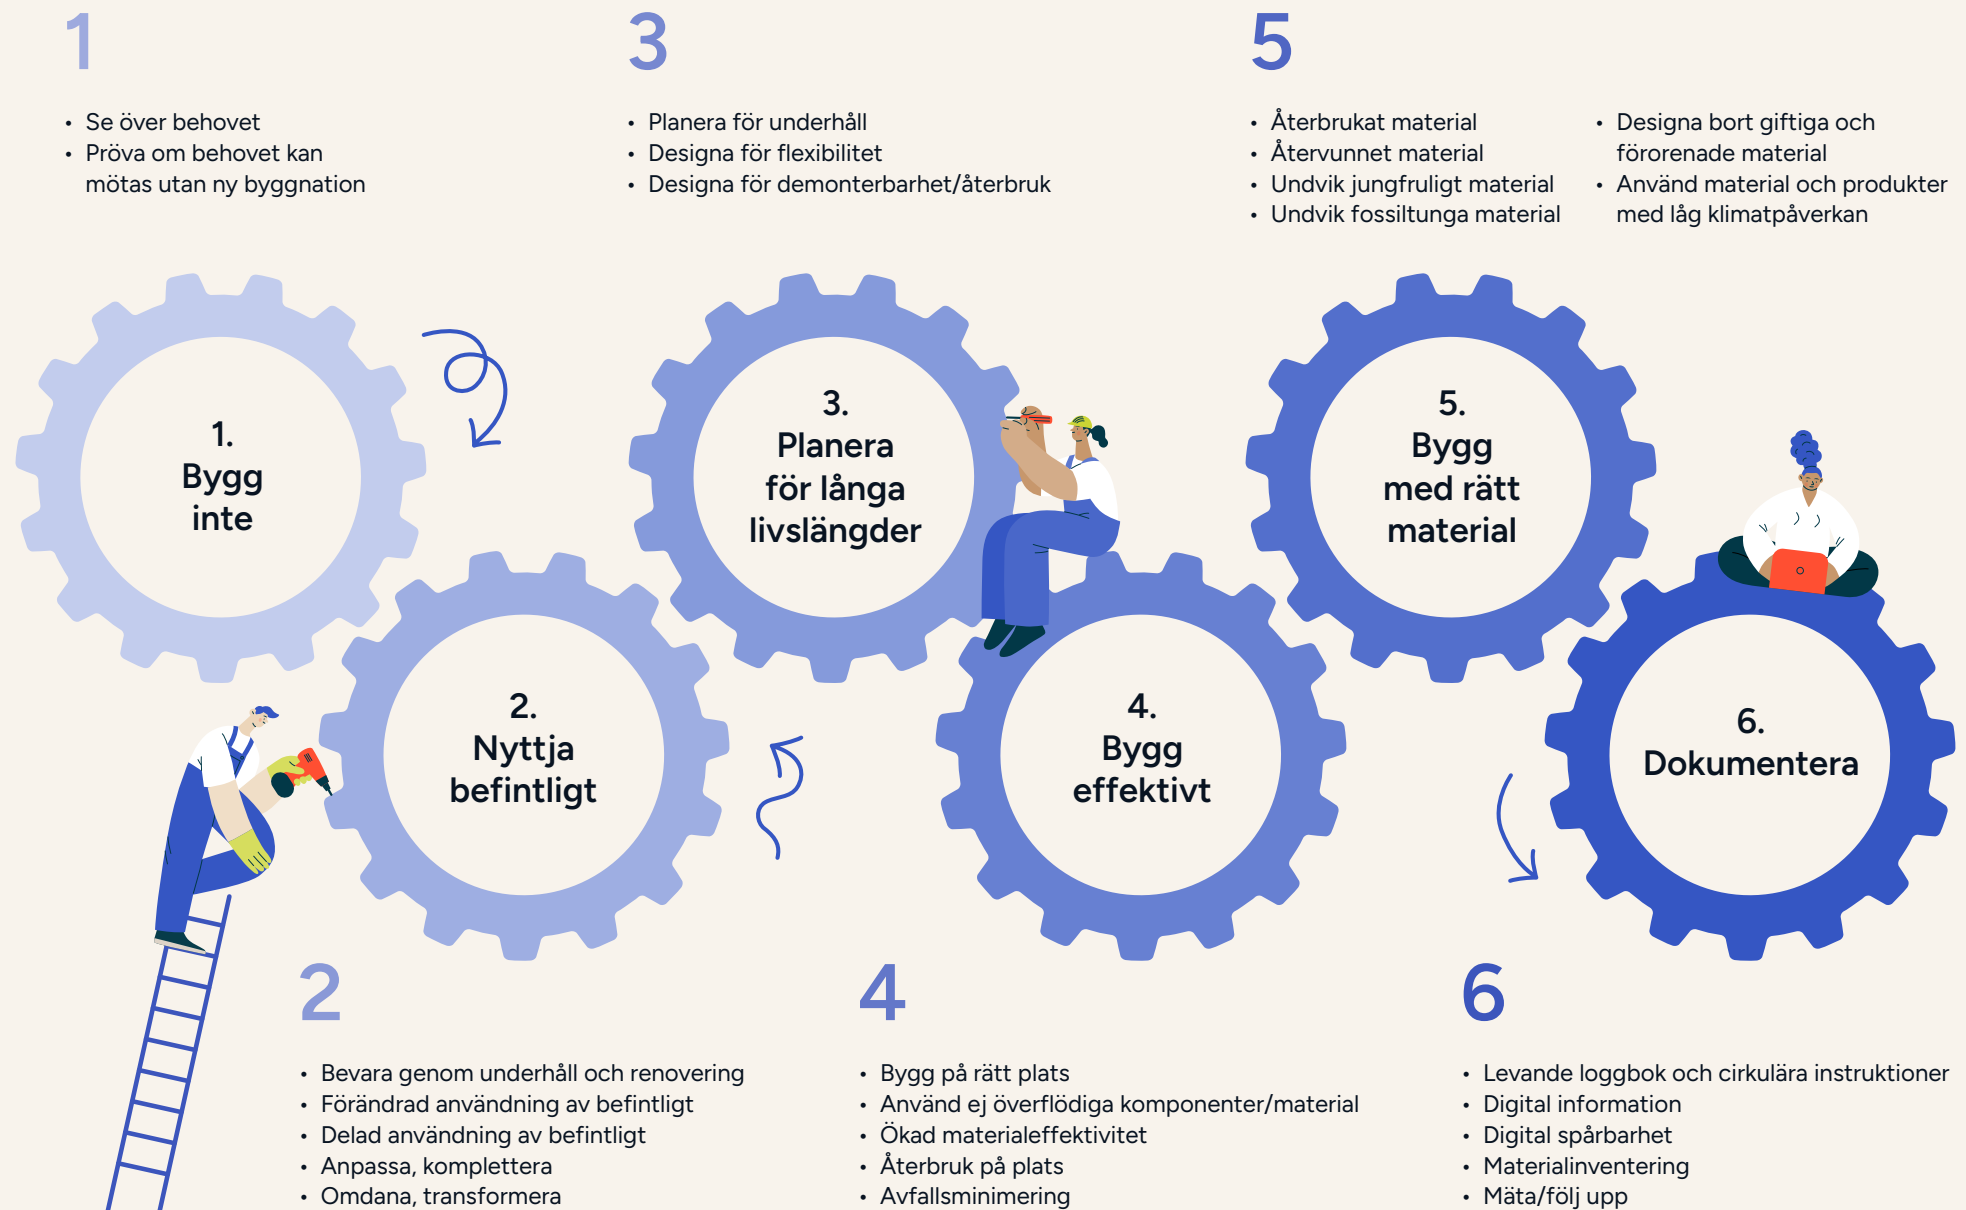 1
• Se över behovet
• Pröva om behovet kan
mötas utan ny byggnation
3
• Planera för underhåll
• Designa för flexibilitet
• Designa för demonterbarhet/återbruk
5
• Återbrukat material
• Återvunnet material
• Undvik jungfruligt material
• Undvik fossiltunga material
• Designa bort giftiga och
förorenade material
• Använd material och produkter
med låg klimatpåverkan
1.
Bygg
inte
2.
Nyttja
befintligt
3.
Planera
för långa
livslängder
4.
Bygg
effektivt
5.
Bygg
med rätt
material
6.
Dokumentera
2
• Bevara genom underhåll och renovering
• Förändrad användning av befintligt
• Delad användning av befintligt
• Anpassa, komplettera
• Omdana, transformera
4
• Bygg på rätt plats
• Använd ej överflödiga komponenter/material
• Ökad materialeffektivitet
• Återbruk på plats
• Avfallsminimering
6
• Levande loggbok och cirkulära instruktioner
• Digital information
• Digital spårbarhet
• Materialinventering
• Mäta/följ upp